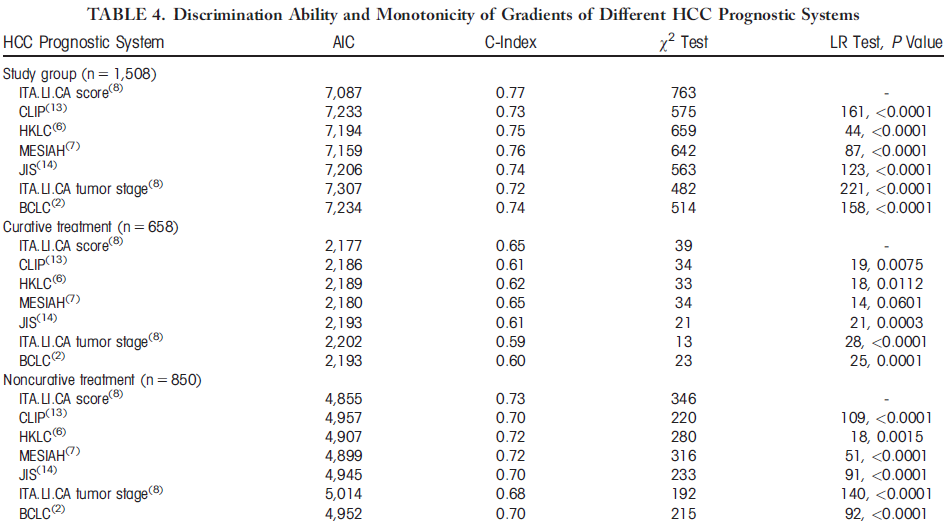 TABLE 4. Discrimination Ability and Monotonicity of Gradients of Different HCC Prognostic Systems
HCC Prognostic System AIC C-Index χ2 Test LR Test, P Value
Study group (n = 1,508)
ITA.LI.CA score(8) 7,087 0.77 763 -
CLIP(13) 7,233 0.73 575 161, <0.0001
HKLC(6) 7,194 0.75 659 44, <0.0001
MESIAH(7) 7,159 0.76 642 87, <0.0001
JIS(14) 7,206 0.74 563 123, <0.0001
ITA.LI.CA tumor stage(8) 7,307 0.72 482 221, <0.0001
BCLC(2) 7,234 0.74 514 158, <0.0001
Curative treatment (n = 658)
ITA.LI.CA score(8) 2,177 0.65 39 -
CLIP(13) 2,186 0.61 34 19, 0.0075
HKLC(6) 2,189 0.62 33 18, 0.0112
MESIAH(7) 2,180 0.65 34 14, 0.0601
JIS(14) 2,193 0.61 21 21, 0.0003
ITA.LI.CA tumor stage(8) 2,202 0.59 13 28, <0.0001
BCLC(2) 2,193 0.60 23 25, 0.0001
Noncurative treatment (n = 850)
ITA.LI.CA score(8) 4,855 0.73 346 -
CLIP(13) 4,957 0.70 220 109, <0.0001
HKLC(6) 4,907 0.72 280 18, 0.0015
MESIAH(7) 4,899 0.72 316 51, <0.0001
JIS(14) 4,945 0.70 233 91, <0.0001
ITA.LI.CA tumor stage(8) 5,014 0.68 192 140, <0.0001
BCLC(2) 4,952 0.70 215 92, <0.0001